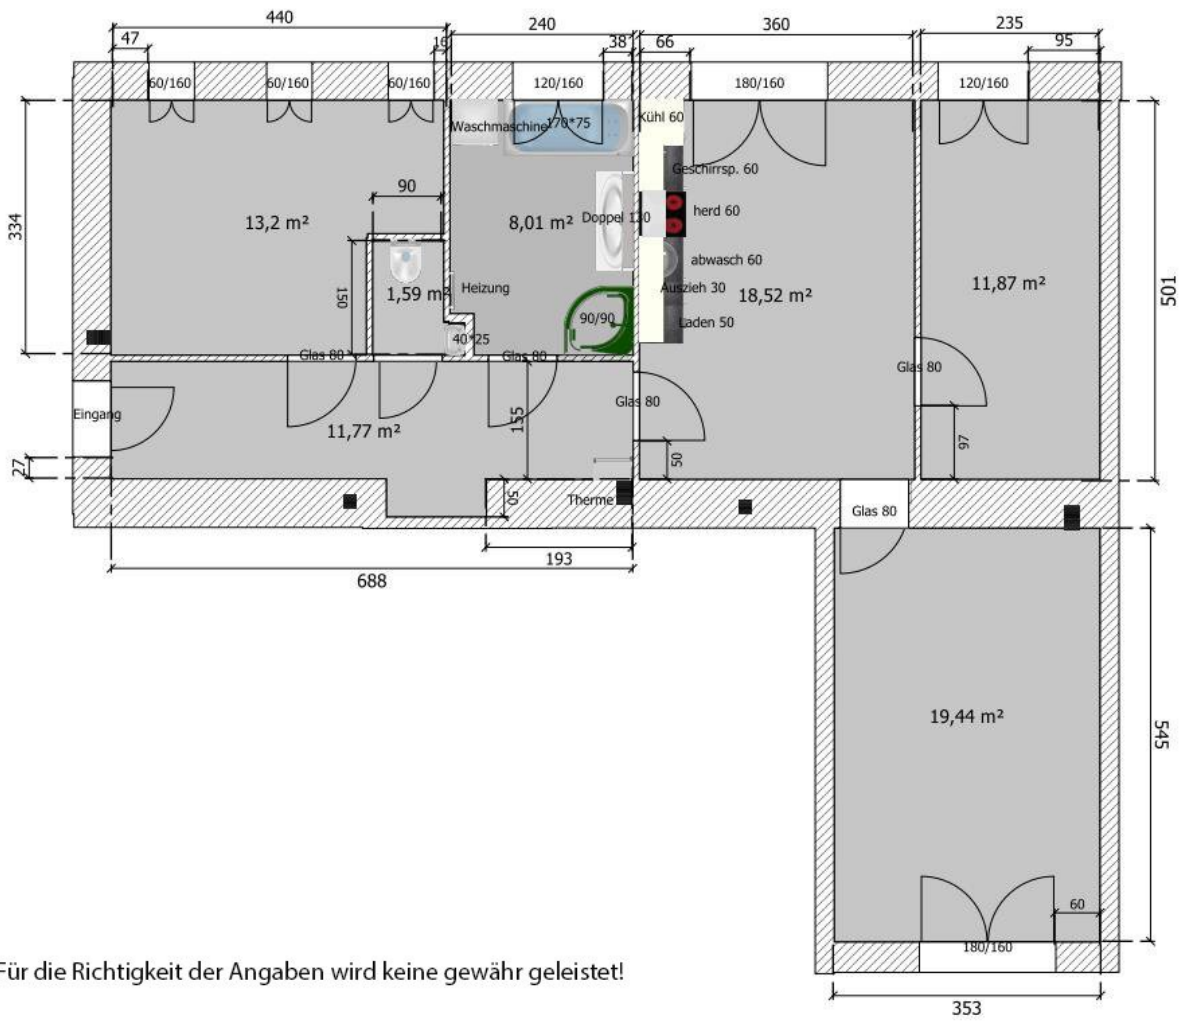 440
240
360
235
47
16
38
66
95
60/160
60/160
60/160
120/160
180/160
120/160
Waschmaschine
170*75
Kühl 60
Geschirrsp. 60
90
13,2 m²
8,01 m²
Doppel 130
herd 60
334
abwasch 60
11,87 m²
501
1,59 m²
Heizung
Auszieh 30
18,52 m²
150
90/90
Laden 50
40*25
Glas 80
Glas 80
Glas 80
Eingang
Glas 80
11,77 m²
155
97
50
27
50
Therme
Glas 80
193
688
19,44 m²
545
60
180/160
Für die Richtigkeit der Angaben wird keine gewähr geleistet!
353